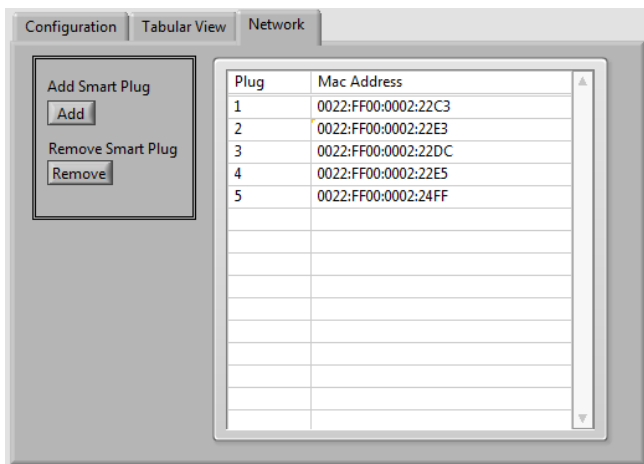 Configuration Tabular View Network
Add Smart Plug
Add
Remove Smart Plug
Remove
Plug Mac Address
1 0022:FF00:0002:22C3
2 0022:FF00:0002:22E3
3 0022:FF00:0002:22DC
4 0022:FF00:0002:22E5
5 0022:FF00:0002:24FF